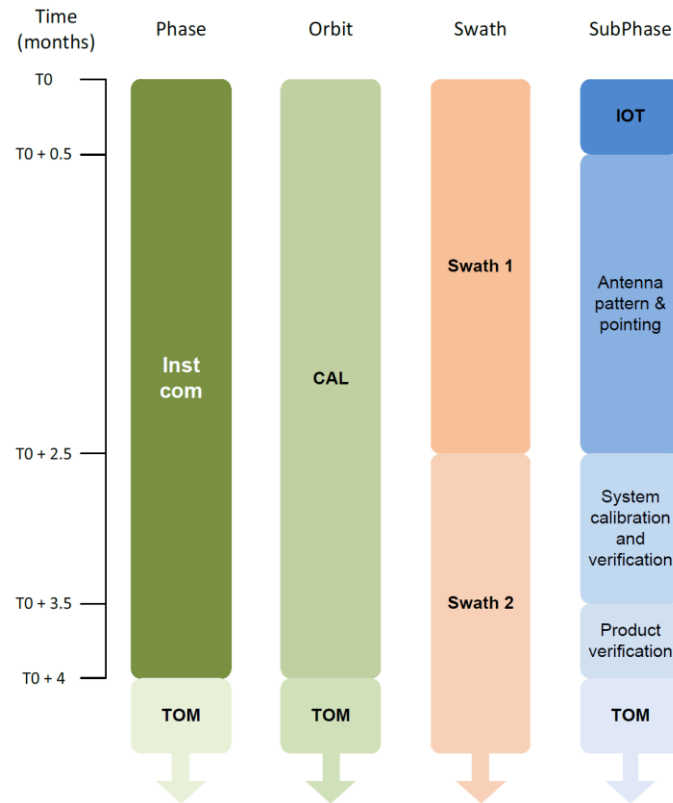 Time
(months)
Phase
Orbit
Swath
SubPhase
T0
IOT
T0 + 0.5
Swath 1
Antenna
pattern &
pointing
Inst
com
CAL
T0 + 2.5
System
calibration
and
verification
T0 + 3.5
Swath 2
Product
verification
T0 + 4
TOM
TOM
TOM